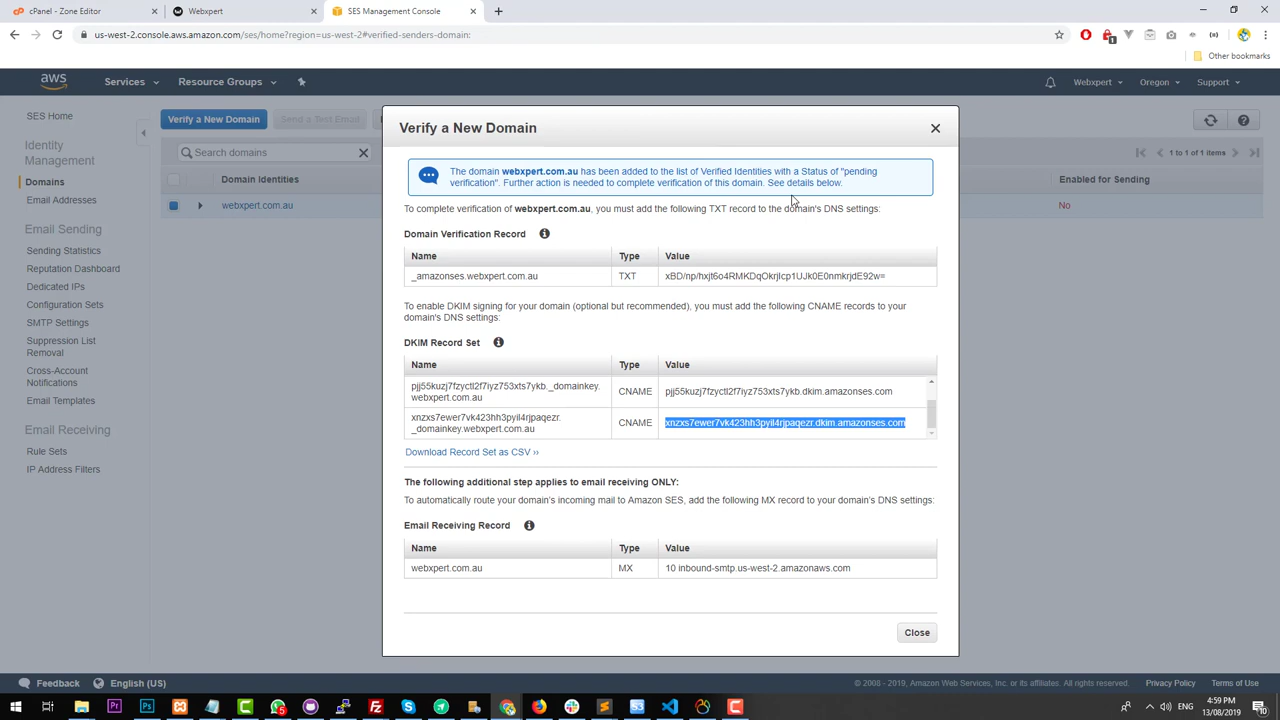 cPanel - Zone Editor
Webxpert
SES Management Console
us-west-2.console.aws.amazon.com/ses/home?region=us-west-2#verified-senders-domain:
1
Other bookmarks
aws
Services
Resource Groups
Webxpert
Oregon
Support
SES Home
Verify a New Domain
Send a Test Email
Verify a New Domain
Identity
Management
Search domains
1 to 1 of 1 items
Domains
Domain Identities
Enabled for Sending
Email Addresses
webxpert.com.au
No
Email Sending
Sending Statistics
Reputation Dashboard
Dedicated IPs
Configuration Sets
SMTP Settings
Suppression List
Removal
Cross-Account
Notifications
Email Templates
Email Receiving
Rule Sets
IP Address Filters
The domain webxpert.com.au has been added to the list of Verified Identities with a Status of "pending
verification". Further action is needed to complete verification of this domain. See details below.
To complete verification of webxpert.com.au, you must add the following TXT record to the domain's DNS settings:
Domain Verification Record
Name Type Value
_amazonses.webxpert.com.au TXT xBD/np/hxjt6o4RMKDqOkrjIcp1UJk0E0nmkrjdE92w=
To enable DKIM signing for your domain (optional but recommended), you must add the following CNAME records to your
domain's DNS settings:
DKIM Record Set
Name Type Value
pjj55kuzj7fzyctl2f7iyz753xts7ykb._domainkey.
webxpert.com.au
CNAME pjj55kuzj7fzyctl2f7iyz753xts7ykb.dkim.amazonses.com
xnzxs7ewer7vk423hh3pyil4rjpaqezr.
_domainkey.webxpert.com.au
CNAME xnzxs7ewer7vk423hh3pyil4rjpaqezr.dkim.amazonses.com
Download Record Set as CSV ››
The following additional step applies to email receiving ONLY:
To automatically route your domain's incoming mail to Amazon SES, add the following MX record to your domain's DNS settings:
Email Receiving Record
Name Type Value
webxpert.com.au MX 10 inbound-smtp.us-west-2.amazonaws.com
Close
Feedback
English (US)
© 2008 - 2019, Amazon Web Services, Inc. or its affiliates. All rights reserved.
Privacy Policy
Terms of Use
ENG
4:59 PM
13/08/2019